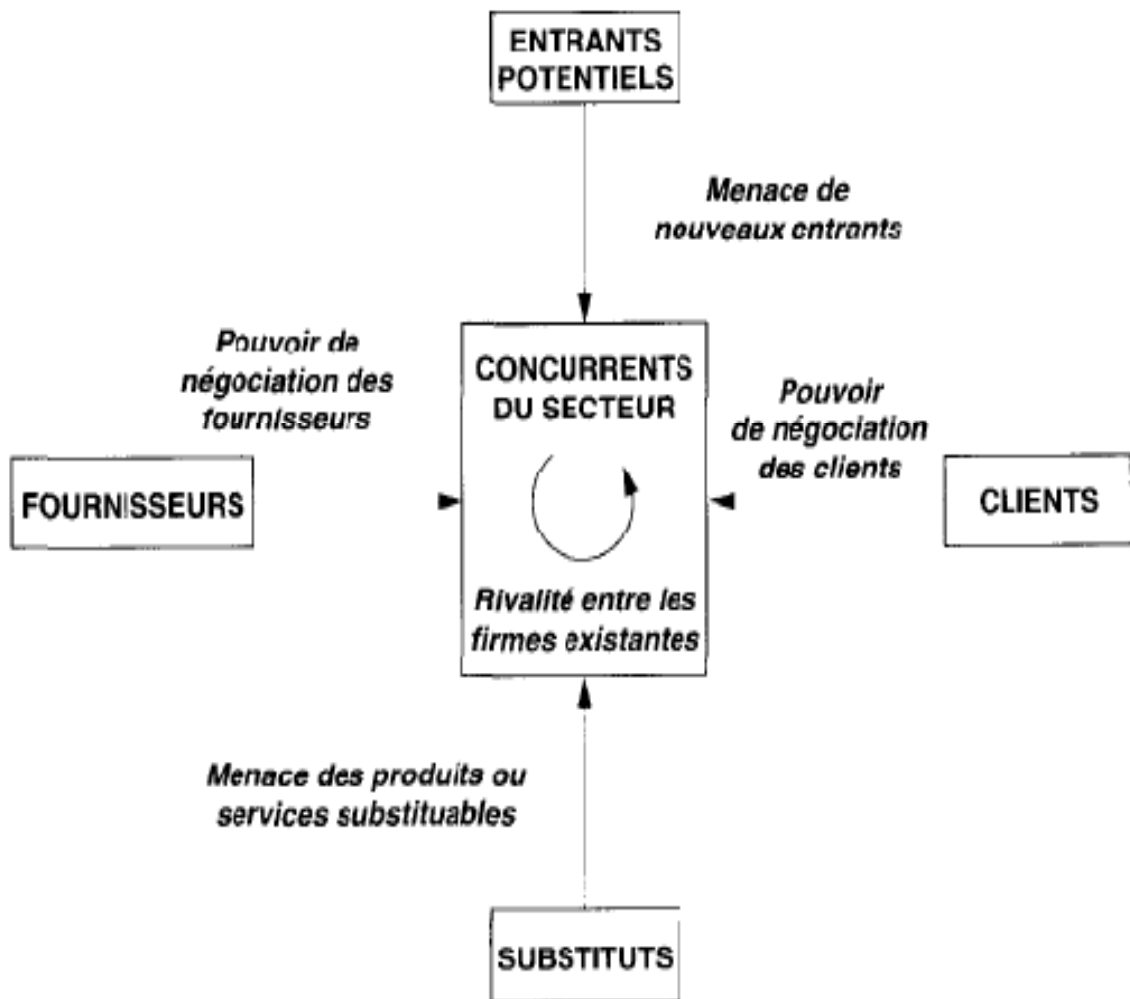 ENTRANTS
POTENTIELS
Menace de
nouveaux entrants
Pouvoir de
négociation des
fournisseurs
CONCURRENTS
DU SECTEUR
Pouvoir
de négociation
des clients
FOURNISSEURS
CLIENTS
Rivalité entre les
firmes existantes
Menace des produits ou
services substituables
SUBSTITUTS